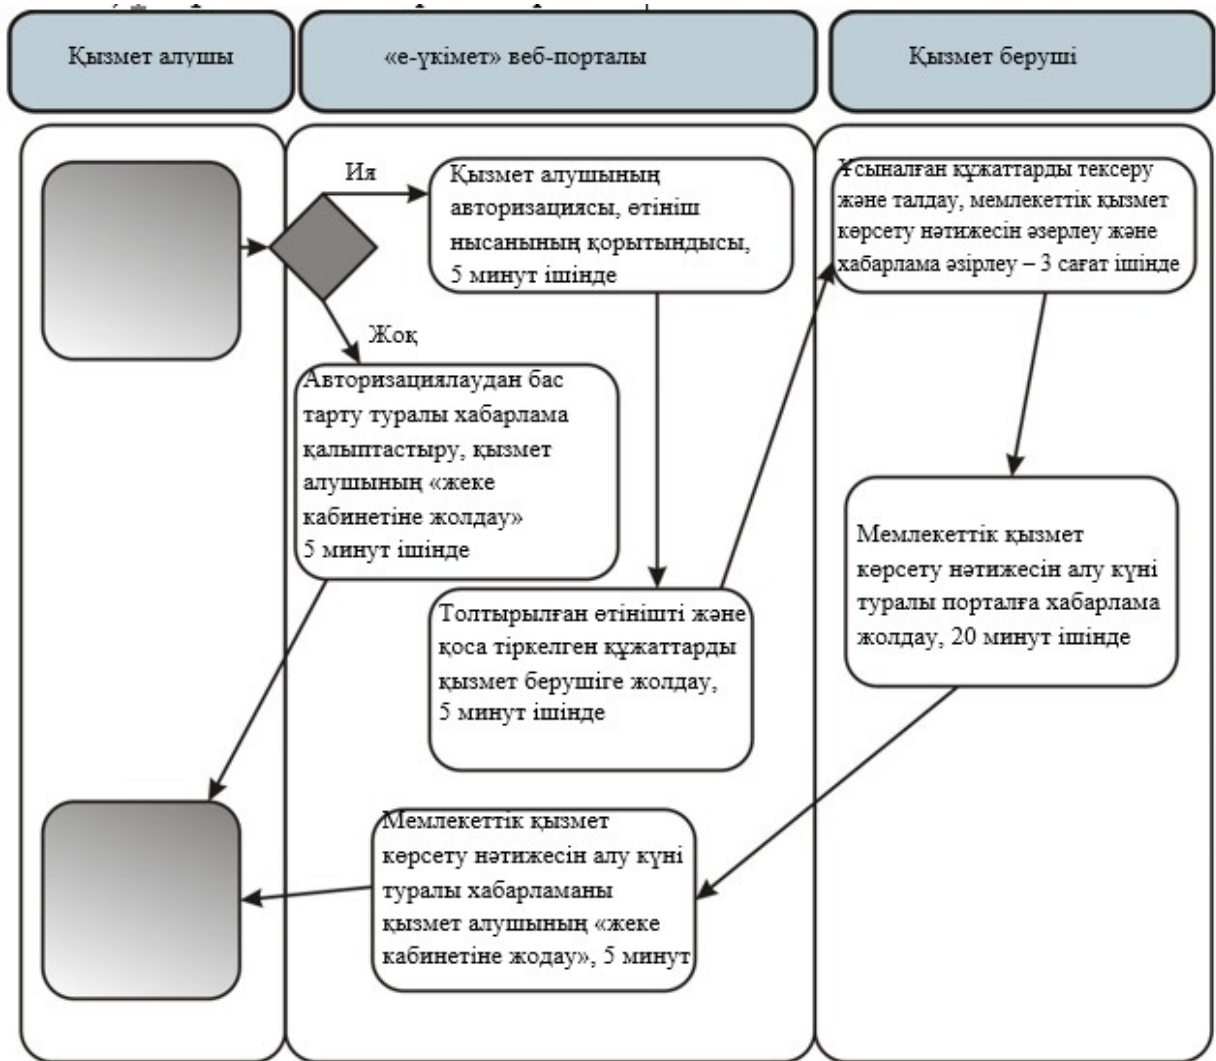 Қызмет алушы
«е-үкімет» веб-порталы
Қызмет беруші
Ия
Қызмет алушының
авторизациясы, өтініш
нысанының қорытындысы,
5 минут ішінде
Ұсыналған құжаттарды тексеру
және талдау, мемлекеттік қызмет
көрсету нәтижесін әзерлеу және
хабарлама әзірлеу – 3 сағат ішінде
Жоқ
Авторизациялаудан бас
тарту туралы хабарлама
қалыптастыру, қызмет
алушының «жеке
кабинетіне жолдау»
5 минут ішінде
Толтырылған өтінішті және
қоса тіркелген құжаттарды
қызмет берушіге жолдау,
5 минут ішінде
Мемлекеттік қызмет
көрсету нәтижесін алу күні
туралы порталға хабарлама
жолдау, 20 минут ішінде
Мемлекеттік қызмет
көрсету нәтижесін алу күні
туралы хабарламаны
қызмет алушының «жеке
кабинетіне жодау», 5 минут